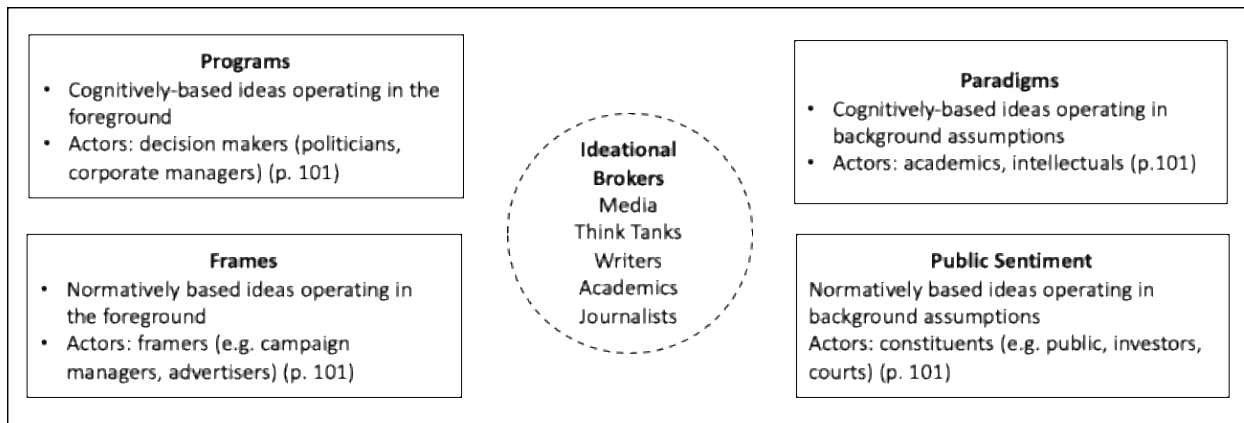 Programs
• Cognitively-based ideas operating in the
foreground
• Actors: decision makers (politicians,
corporate managers) (p. 101)
Frames
• Normatively based ideas operating in
the foreground
• Actors: framers (e.g. campaign
managers, advertisers) (p. 101)
Ideational
Brokers
Media
Think Tanks
Writers
Academics
Journalists
Paradigms
• Cognitively-based ideas operating in
background assumptions
• Actors: academics, intellectuals (p.101)
Public Sentiment
Normatively based ideas operating in
background assumptions
Actors: constituents (e.g. public, investors,
courts) (p. 101)